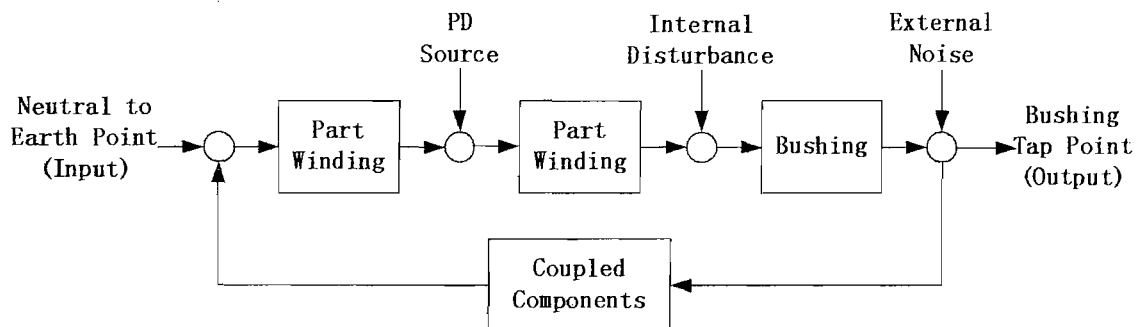 PD
Source
Internal
Disturbance
External
Noise
Neutral to
Earth Point
(Input)
Part
Winding
Part
Winding
Bushing
Bushing
Tap Point
(Output)
Coupled
Components